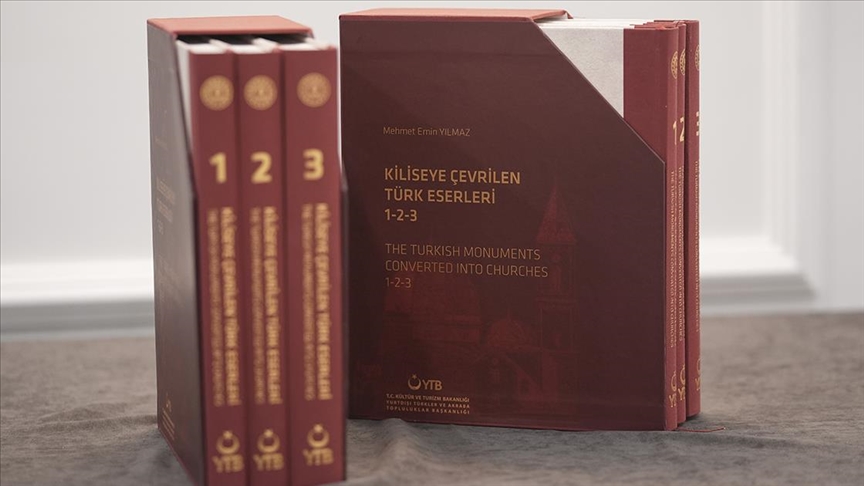 1
2
3
KİLİSEYE ÇEVRİLEN TÜRK ESERLERİ
KİLİSEYE ÇEVRİLEN TÜRK ESERLERİ
KİLİSEYE ÇEVRİLEN TÜRK ESERLERİ
YTB
YTB
YTB
Mehmet Emin YILMAZ
KİLİSEYE ÇEVRİLEN
TÜRK ESERLERİ
1-2-3
THE TURKISH MONUMENTS
CONVERTED INTO CHURCHES
1-2-3
YTB
T.C. KÜLTÜR VE TURİZM BAKANLIĞI
YURTDIŞI TÜRKLER VE AKRABA
TOPLULUKLAR BAŞKANLIĞI
1
2
3